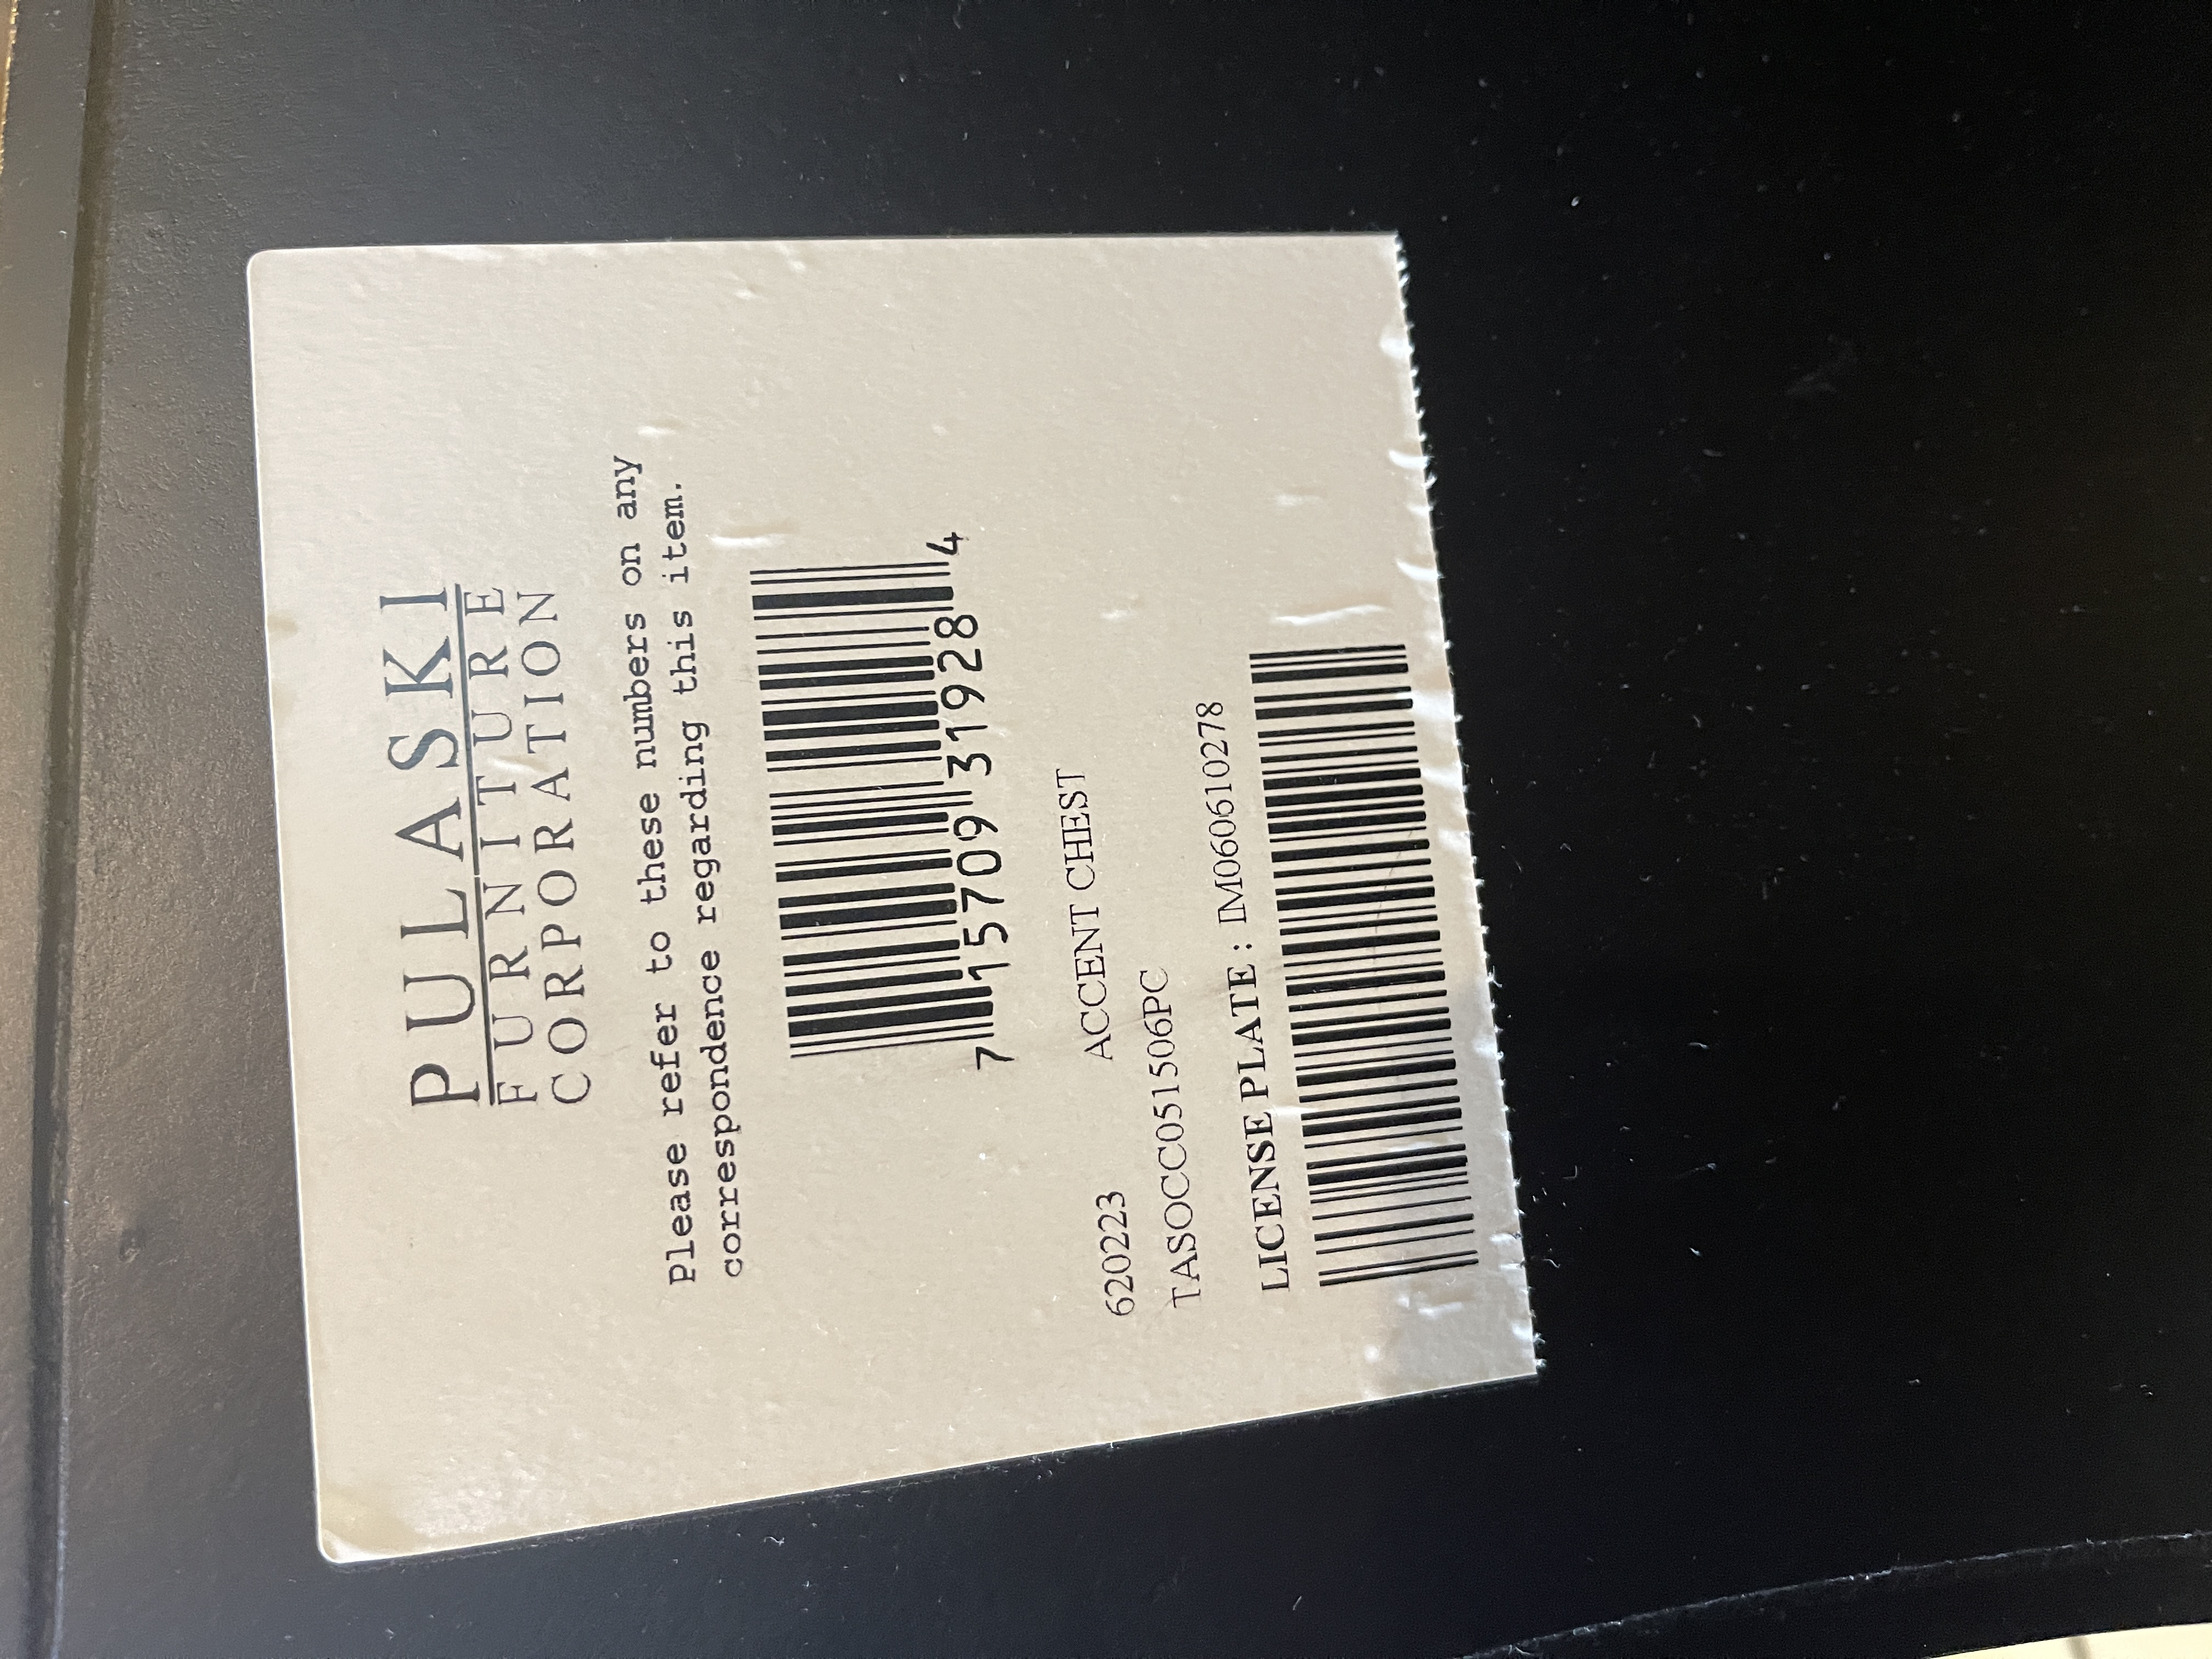 PULASKI
FURNITURE
CORPORATION
Please refer to these numbers on any
correspondence regarding this item.
7 15709 31928 4
620223 ACCENT CHEST
TASOCC051506PC
LICENSE PLATE : IM060610278